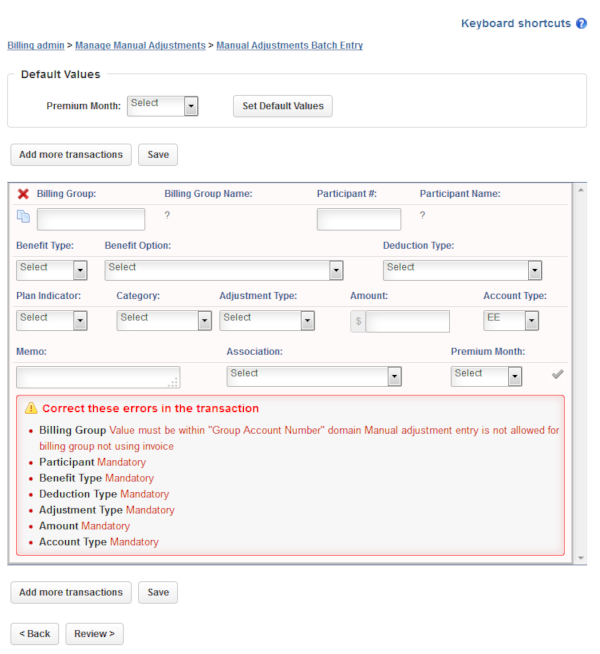 Keyboard shortcuts ?
Billing admin > Manage Manual Adjustments > Manual Adjustments Batch Entry
Default Values
Premium Month: Select Set Default Values
Add more transactions Save
Billing Group: Billing Group Name: Participant #: Participant Name:
? ?
Benefit Type: Benefit Option: Deduction Type:
Select Select Select
Plan Indicator: Category: Adjustment Type: Amount: Account Type:
Select Select Select $ EE
Memo: Association: Premium Month:
Select Select
Correct these errors in the transaction
• Billing Group Value must be within "Group Account Number" domain Manual adjustment entry is not allowed for
billing group not using invoice
• Participant Mandatory
• Benefit Type Mandatory
• Deduction Type Mandatory
• Adjustment Type Mandatory
• Amount Mandatory
• Account Type Mandatory
Add more transactions Save
< Back Review >